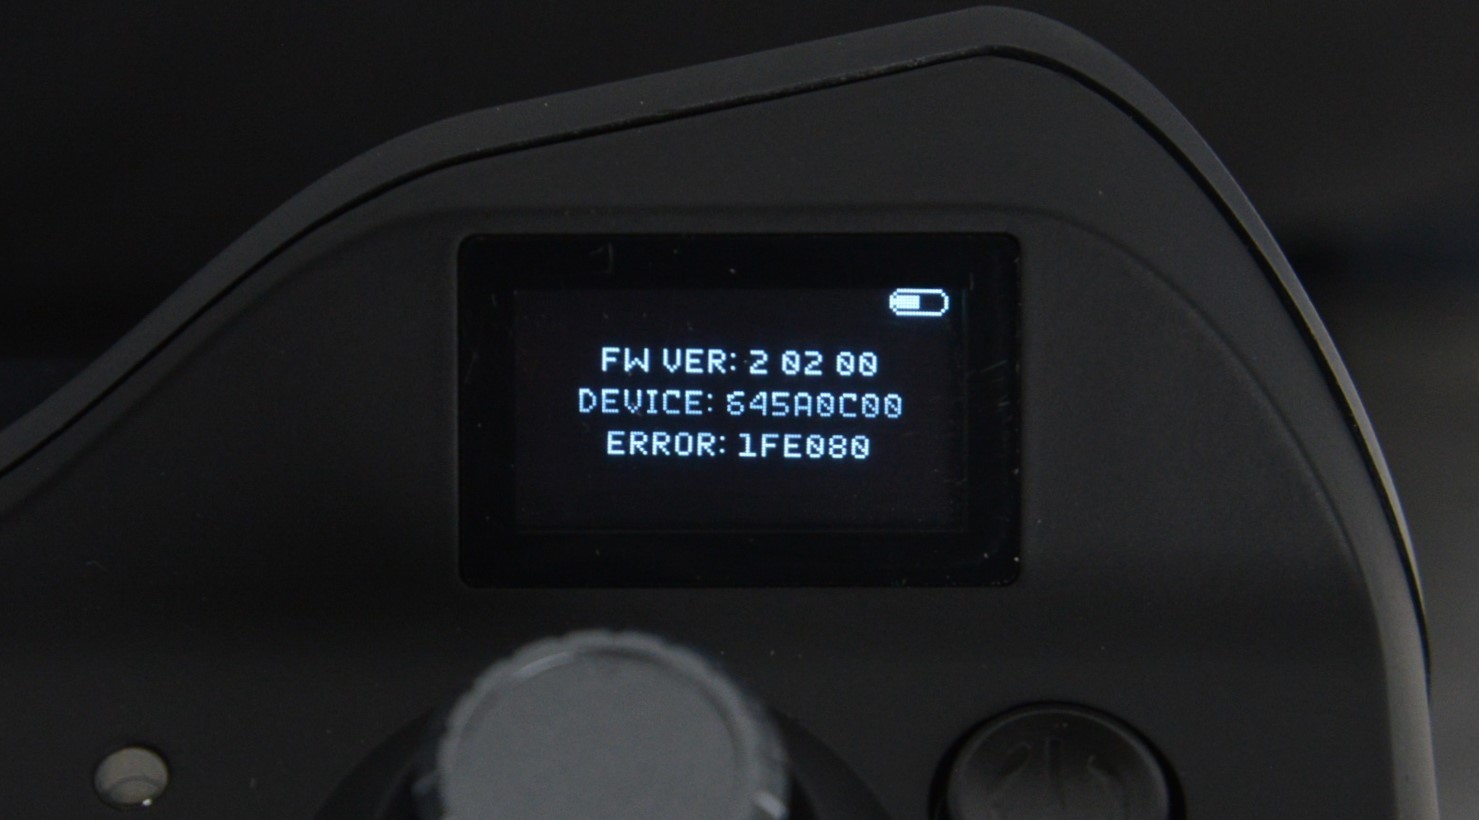 FW VER: 2 02 00
DEVICE: 645A0C00
ERROR: 1FE080